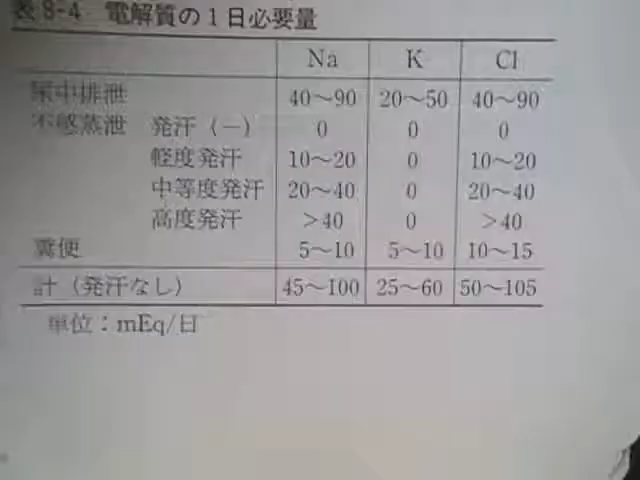 表8-4 電解質の1日必要量
Na K Cl
尿中排泄 40〜90 20〜50 40〜90
不感蒸泄 発汗（－） 0 0 0
軽度発汗 10〜20 0 10〜20
中等度発汗 20〜40 0 20〜40
高度発汗 >40 0 >40
糞便 5〜10 5〜10 10〜15
計（発汗なし） 45〜100 25〜60 50〜105
単位：mEq/日